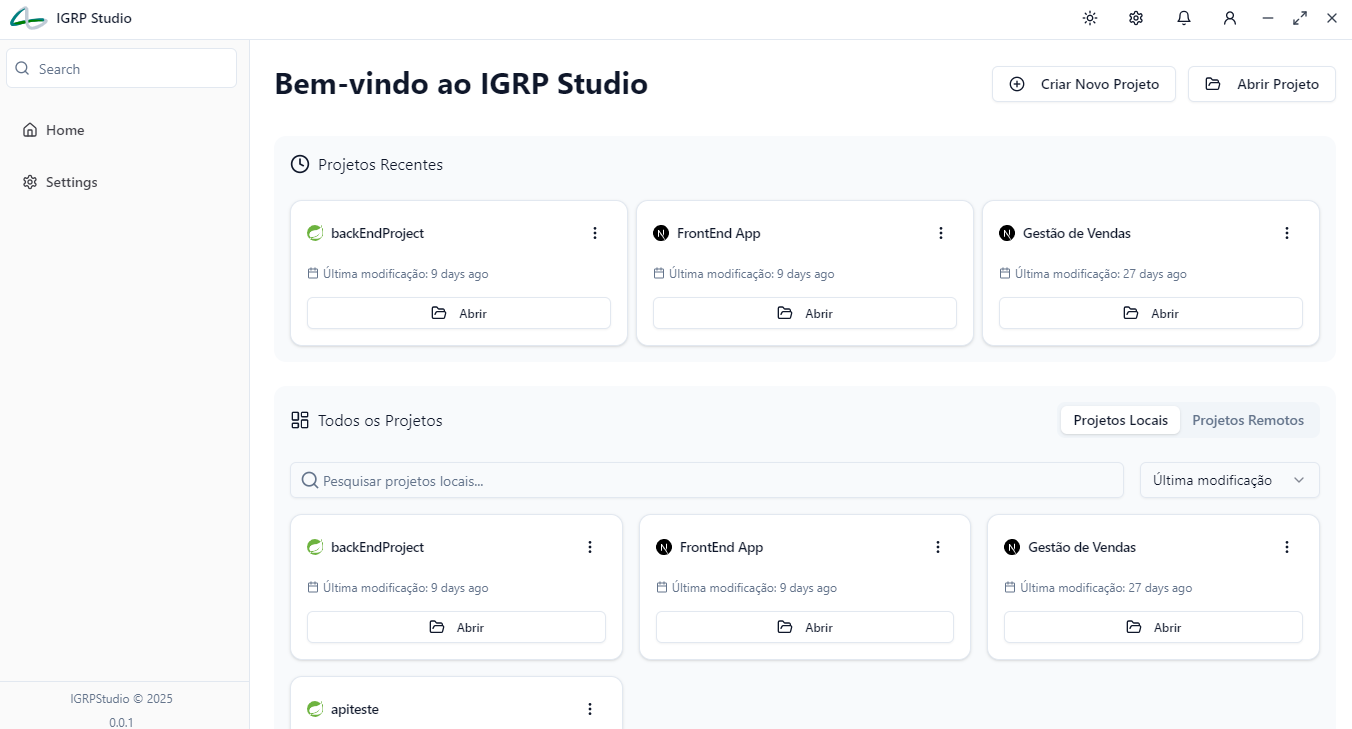 IGRP Studio
Search
Home
Settings
IGRPStudio © 2025
0.0.1
Bem-vindo ao IGRP Studio
Criar Novo Projeto
Abrir Projeto
Projetos Recentes
backEndProject
Última modificação: 9 days ago
Abrir
FrontEnd App
Última modificação: 9 days ago
Abrir
Gestão de Vendas
Última modificação: 27 days ago
Abrir
Todos os Projetos
Projetos Locais
Projetos Remotos
Pesquisar projetos locais...
Última modificação
backEndProject
Última modificação: 9 days ago
Abrir
FrontEnd App
Última modificação: 9 days ago
Abrir
Gestão de Vendas
Última modificação: 27 days ago
Abrir
apiteste